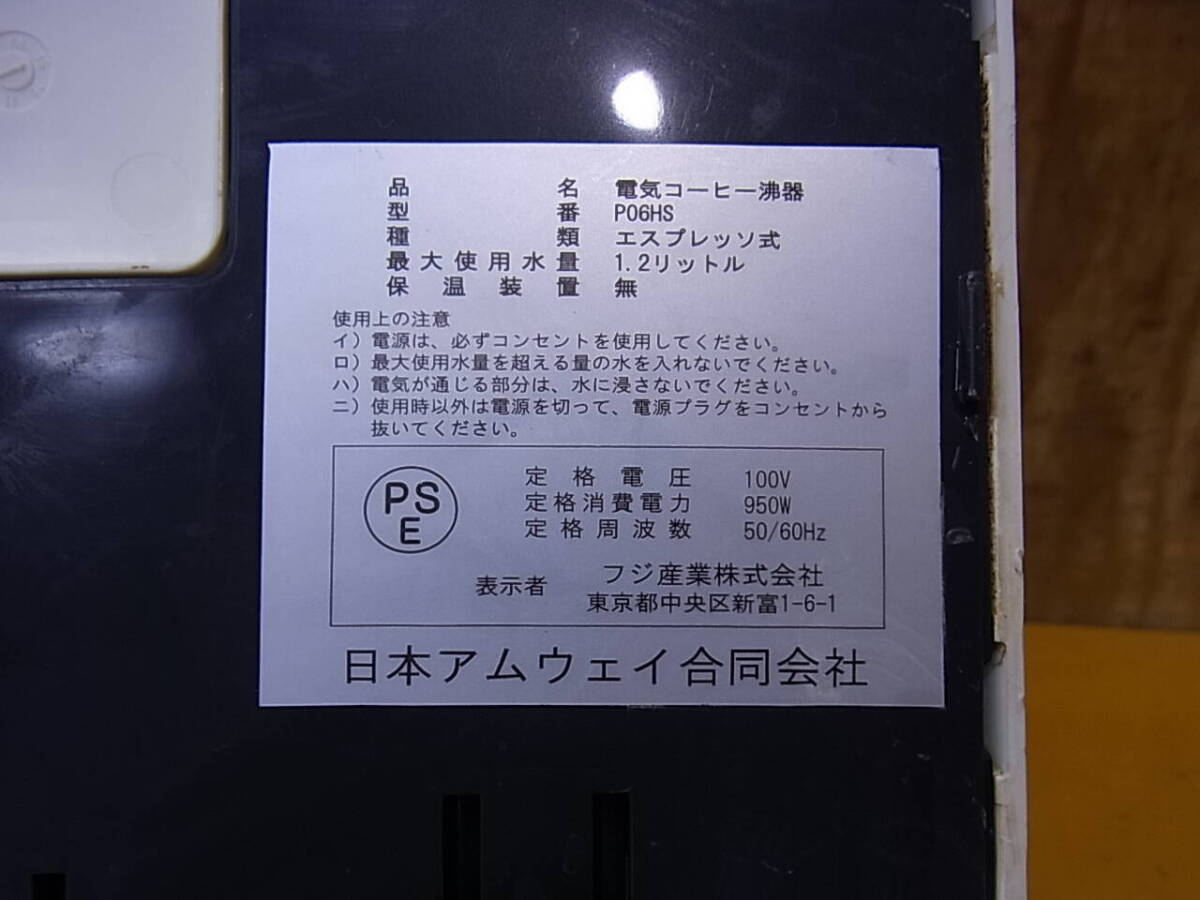 品名 電気コーヒー沸器
型番 P06HS
種類 エスプレッソ式
最大使用水量 1.2リットル
保温装置 無
使用上の注意
イ）電源は、必ずコンセントを使用してください。
ロ）最大使用水量を超える量の水を入れないでください。
ハ）電気が通じる部分は、水に浸さないでください。
ニ）使用時以外は電源を切って、電源プラグをコンセントから
抜いてください。
PS
E
定格電圧 100V
定格消費電力 950W
定格周波数 50/60Hz
表示者 フジ産業株式会社
東京都中央区新富1-6-1
日本アムウェイ合同会社